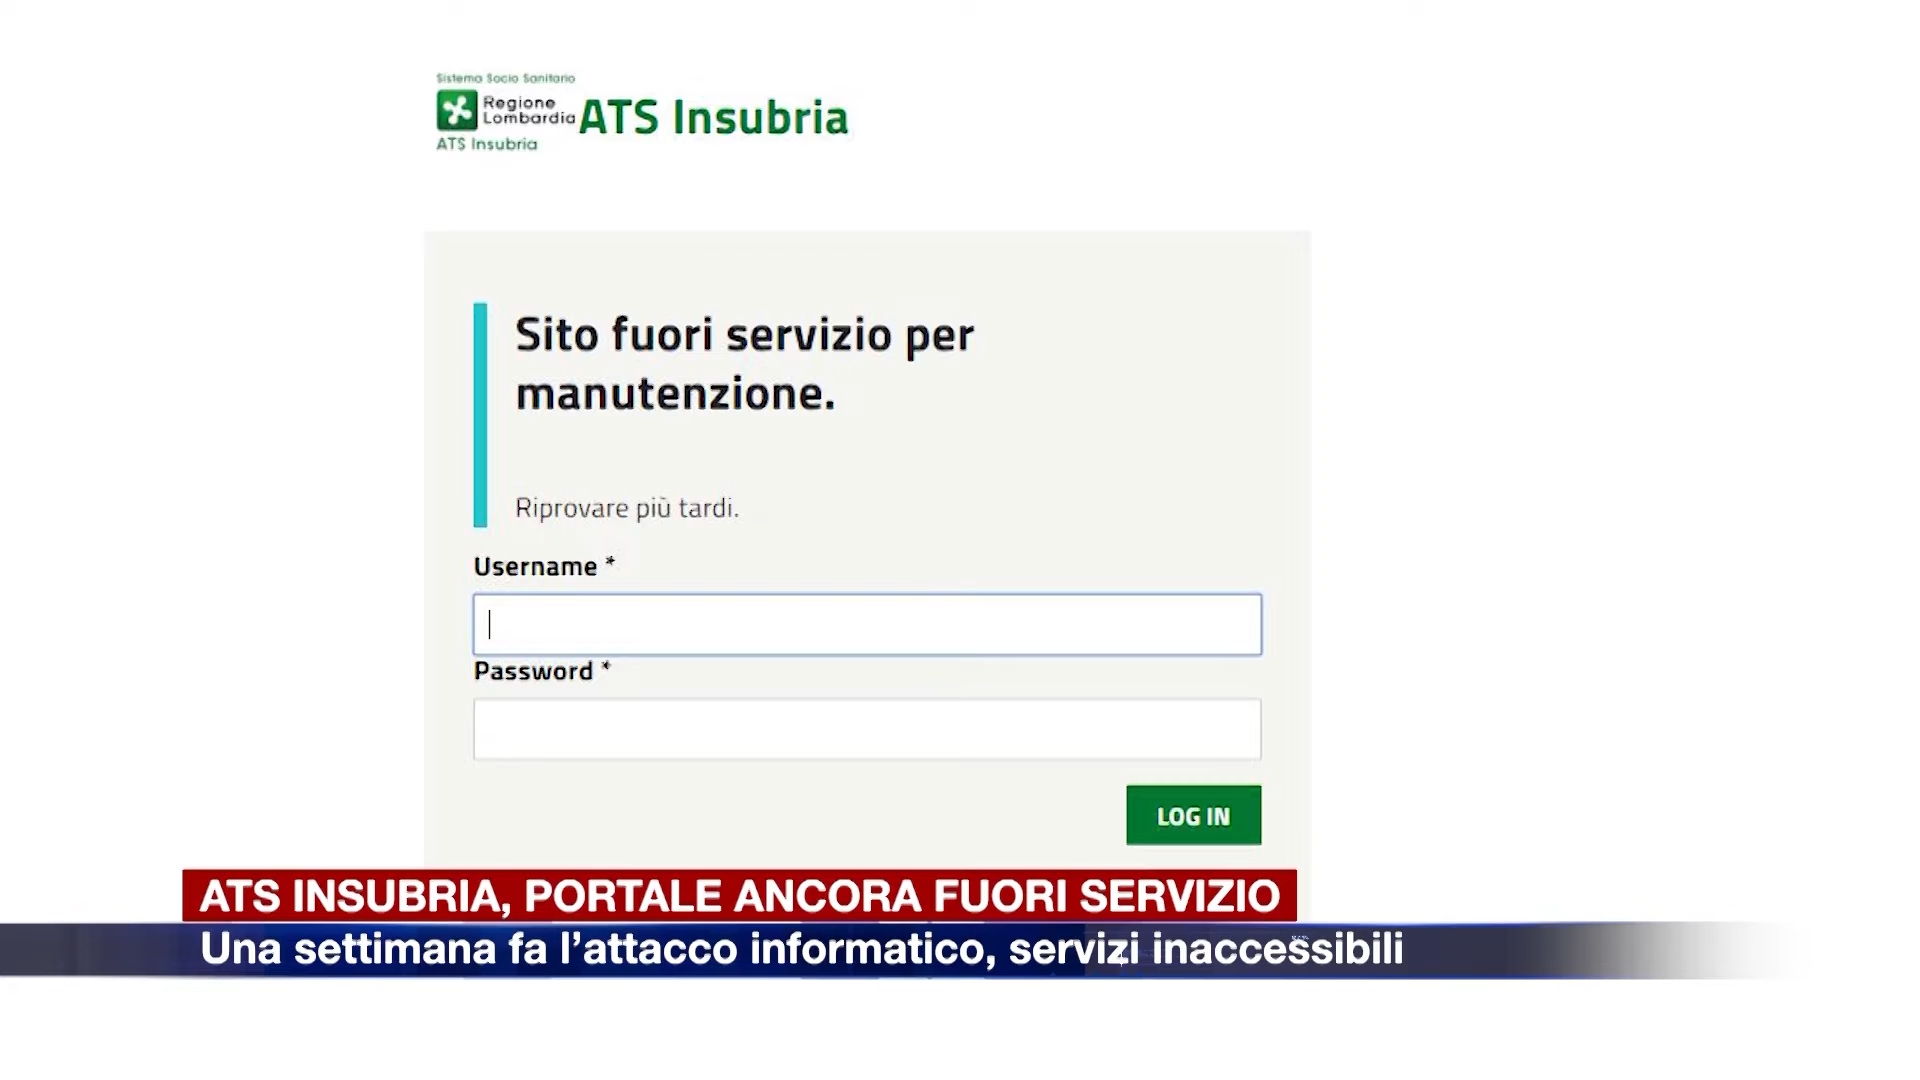 Sistema Socio Sanitario
Regione
Lombardia
ATS Insubria
ATS Insubria
Sito fuori servizio per
manutenzione.
Riprovare più tardi.
Username *
Password *
LOG IN
ATS INSUBRIA, PORTALE ANCORA FUORI SERVIZIO
Una settimana fa l’attacco informatico, servizi inaccessibili